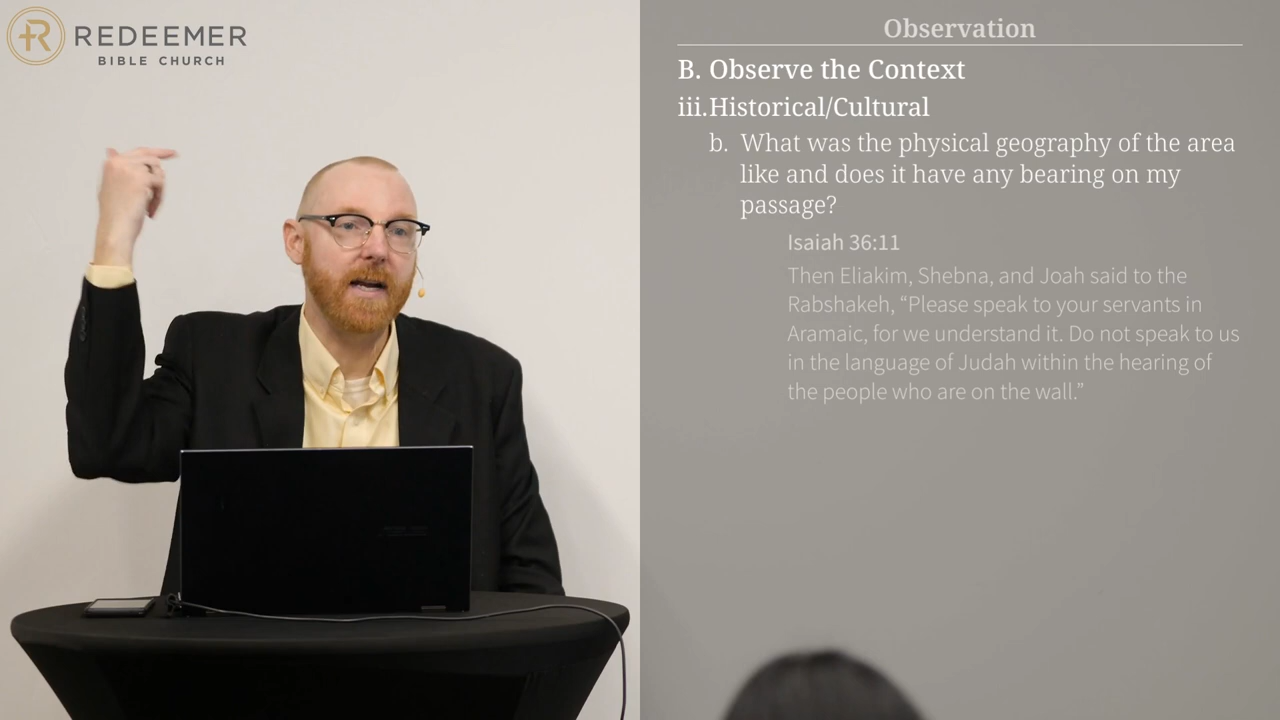 REDEEMER
BIBLE CHURCH
Observation
B. Observe the Context
iii.Historical/Cultural
b. What was the physical geography of the area
like and does it have any bearing on my
passage?
Isaiah 36:11
Then Eliakim, Shebna, and Joah said to the
Rabshakeh, “Please speak to your servants in
Aramaic, for we understand it. Do not speak to us
in the language of Judah within the hearing of
the people who are on the wall.”